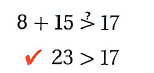 8 + 15 >? 17
✔ 23 > 17